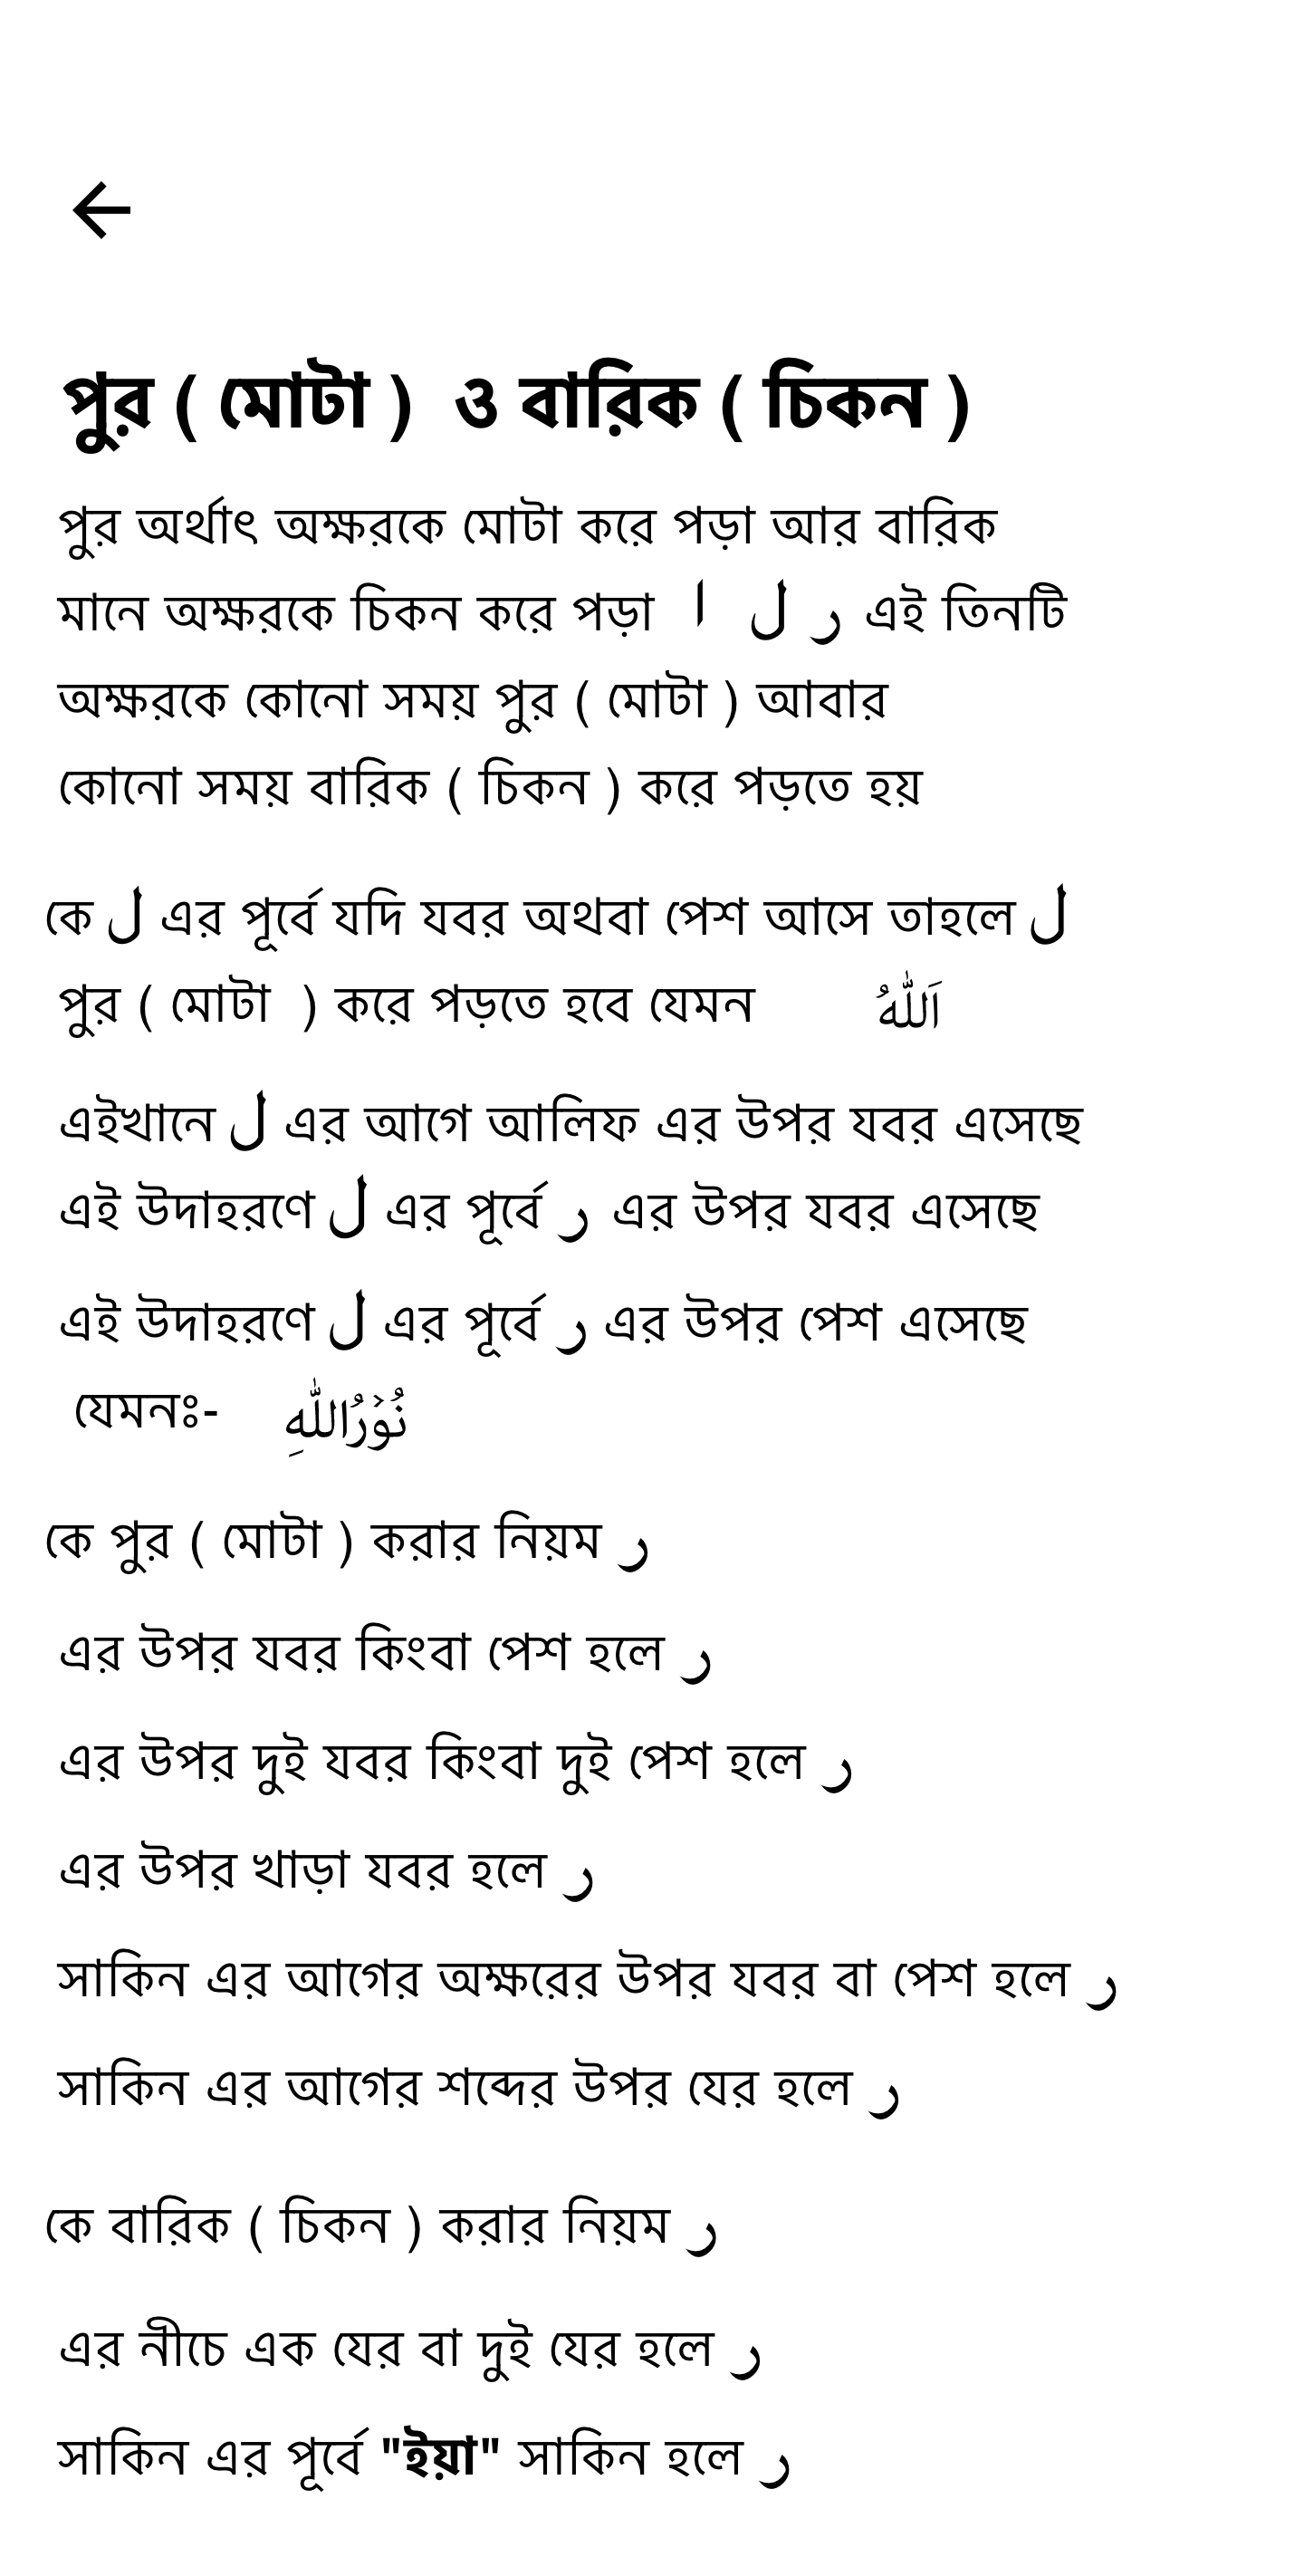 পুর ( মোটা ) ও বারিক ( চিকন )
পুর অর্থাৎ অক্ষরকে মোটা করে পড়া আর বারিক
মানে অক্ষরকে চিকন করে পড়া ا ل ر এই তিনটি
অক্ষরকে কোনো সময় পুর ( মোটা ) আবার
কোনো সময় বারিক ( চিকন ) করে পড়তে হয়
কে ل এর পূর্বে যদি যবর অথবা পেশ আসে তাহলে ل
পুর ( মোটা ) করে পড়তে হবে যেমন اَللّٰهُ
এইখানে ل এর আগে আলিফ এর উপর যবর এসেছে
এই উদাহরণে ل এর পূর্বে ر এর উপর যবর এসেছে
এই উদাহরণে ل এর পূর্বে ر এর উপর পেশ এসেছে
যেমনঃ- نُوْرُاللّٰهِ
কে পুর ( মোটা ) করার নিয়ম ر
এর উপর যবর কিংবা পেশ হলে ر
এর উপর দুই যবর কিংবা দুই পেশ হলে ر
এর উপর খাড়া যবর হলে ر
সাকিন এর আগের অক্ষরের উপর যবর বা পেশ হলে ر
সাকিন এর আগের শব্দের উপর যের হলে ر
কে বারিক ( চিকন ) করার নিয়ম ر
এর নীচে এক যের বা দুই যের হলে ر
সাকিন এর পূর্বে "ইয়া" সাকিন হলে ر